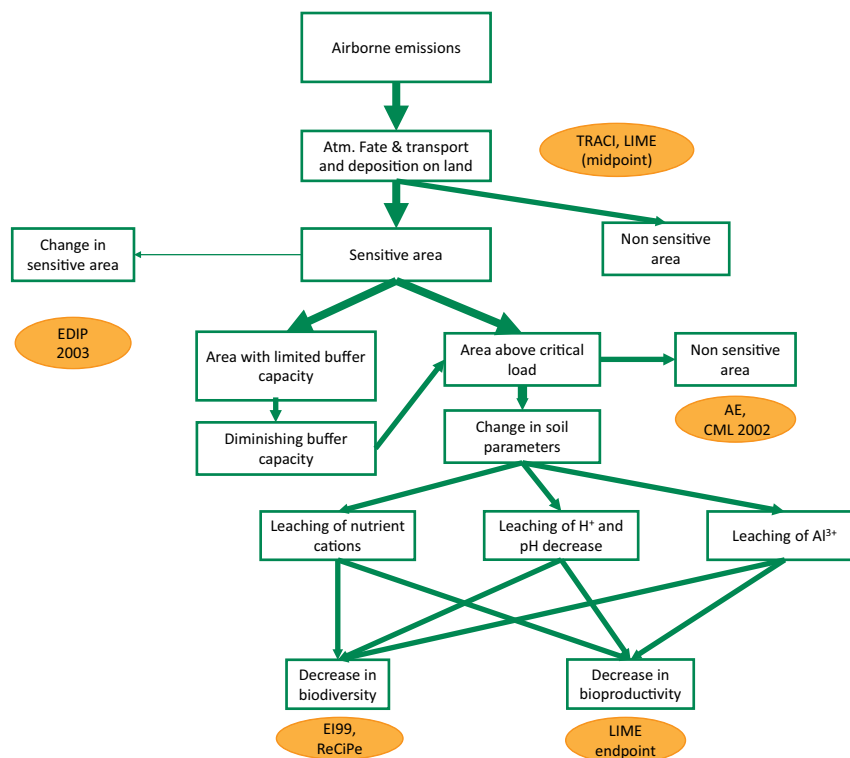 Airborne emissions
Atm. Fate & transport
and deposition on land
TRACI, LIME
(midpoint)
Change in
sensitive area
Sensitive area
Non sensitive
area
EDIP
2003
Area with limited buffer
capacity
Area above critical
load
Non sensitive
area
Diminishing buffer
capacity
Change in soil
parameters
AE,
CML 2002
Leaching of nutrient
cations
Leaching of H⁺ and
pH decrease
Leaching of Al³⁺
Decrease in
biodiversity
Decrease in
bioproductivity
EI99,
ReCiPe
LIME
endpoint